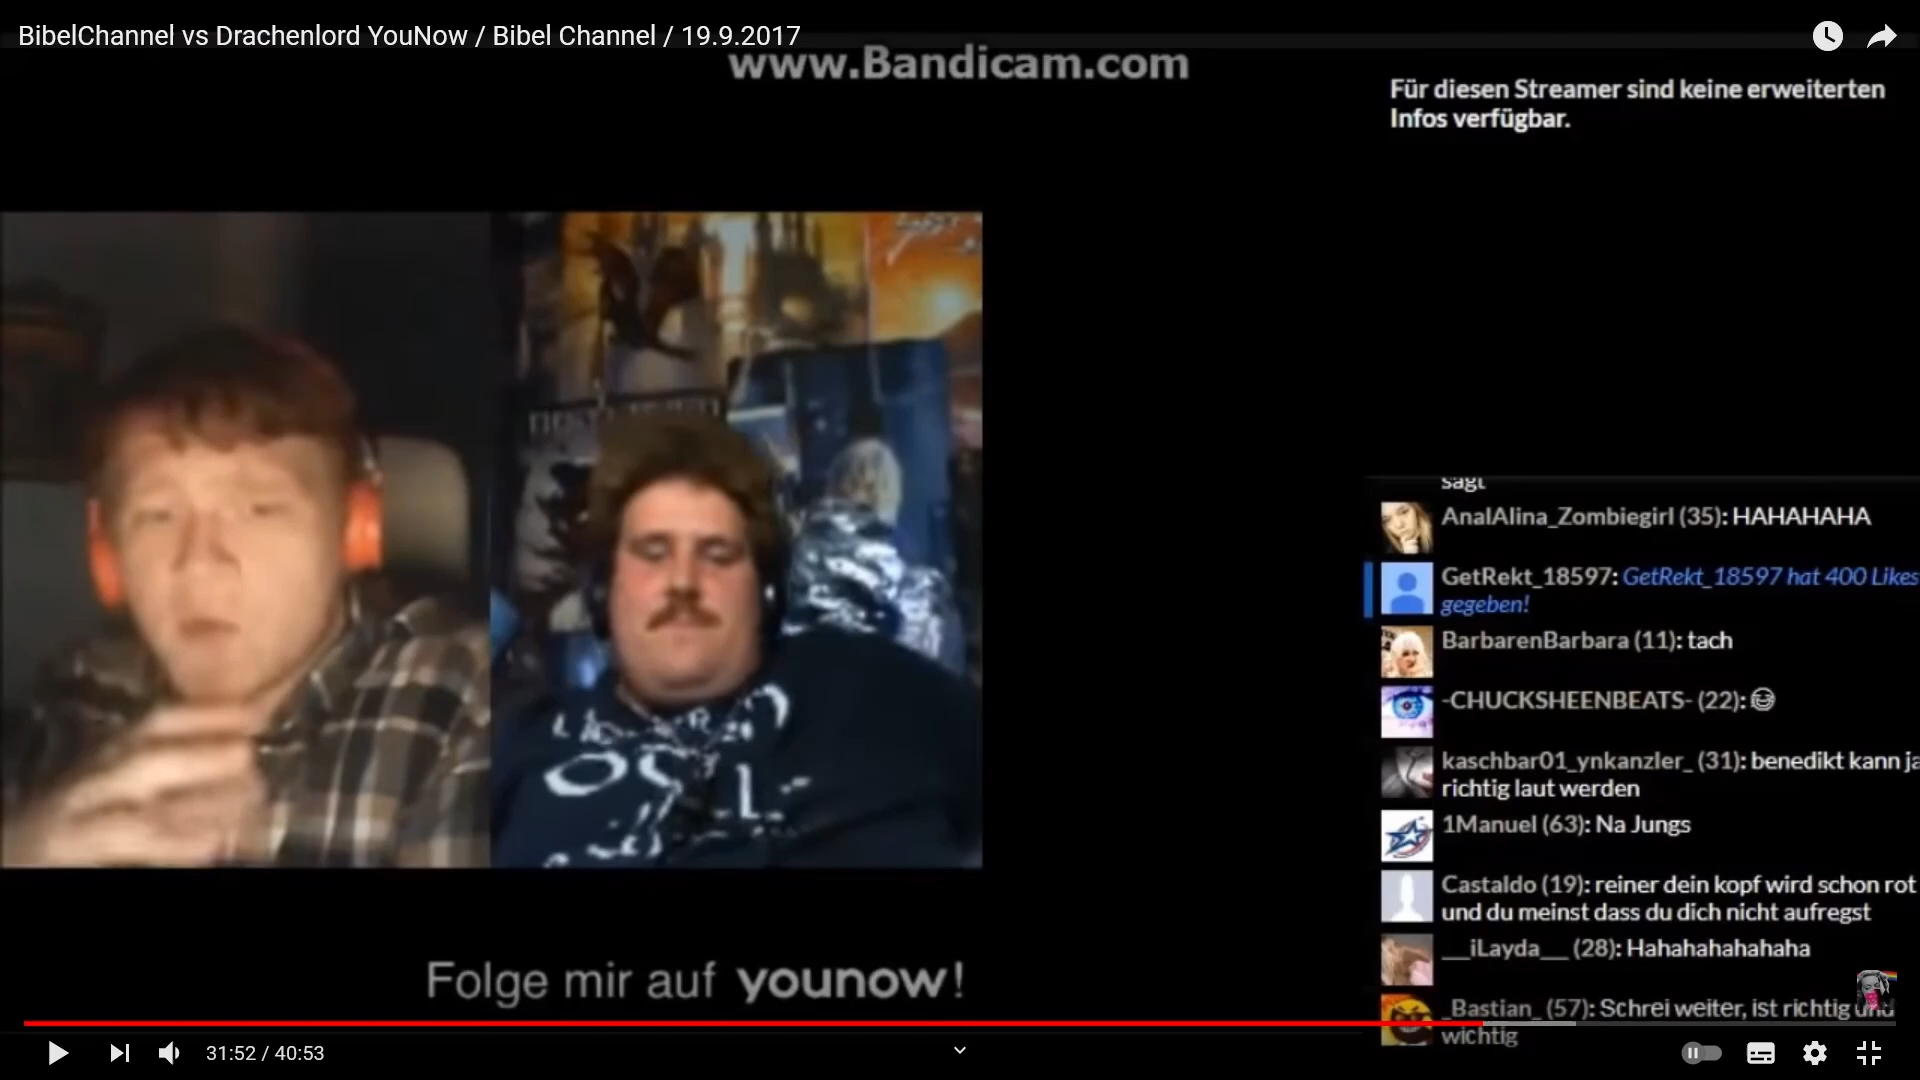 BibelChannel vs Drachenlord YouNow / Bibel Channel / 19.9.2017
www.Bandicam.com
Für diesen Streamer sind keine erweiterten
Infos verfügbar.
sagt
AnalAlina_Zombiegirl (35): HAHAHAHA
GetRekt_18597: GetRekt_18597 hat 400 Likes
gegeben!
BarbarenBarbara (11): tach
-CHUCKSHEENBEATS- (22): 😂
kaschbar01_ynkanzler_ (31): benedikt kann ja
richtig laut werden
1Manuel (63): Na Jungs
Castaldo (19): reiner dein kopf wird schon rot
und du meinst dass du dich nicht aufregst
__iLayda__ (28): Hahahahahahaha
_Bastian_ (57): Schrei weiter, ist richtig und
wichtig
Folge mir auf younow!
31:52 / 40:53